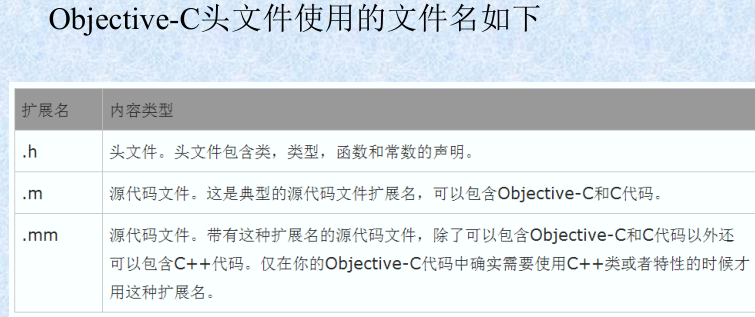 Objective-C头文件使用的文件名如下
扩展名 内容类型
.h 头文件。头文件包含类，类型，函数和常数的声明。
.m 源代码文件。这是典型的源代码文件扩展名，可以包含Objective-C和C代码。
.mm 源代码文件。带有这种扩展名的源代码文件，除了可以包含Objective-C和C代码以外还
可以包含C++代码。仅在你的Objective-C代码中确实需要使用C++类或者特性的时候才
用这种扩展名。